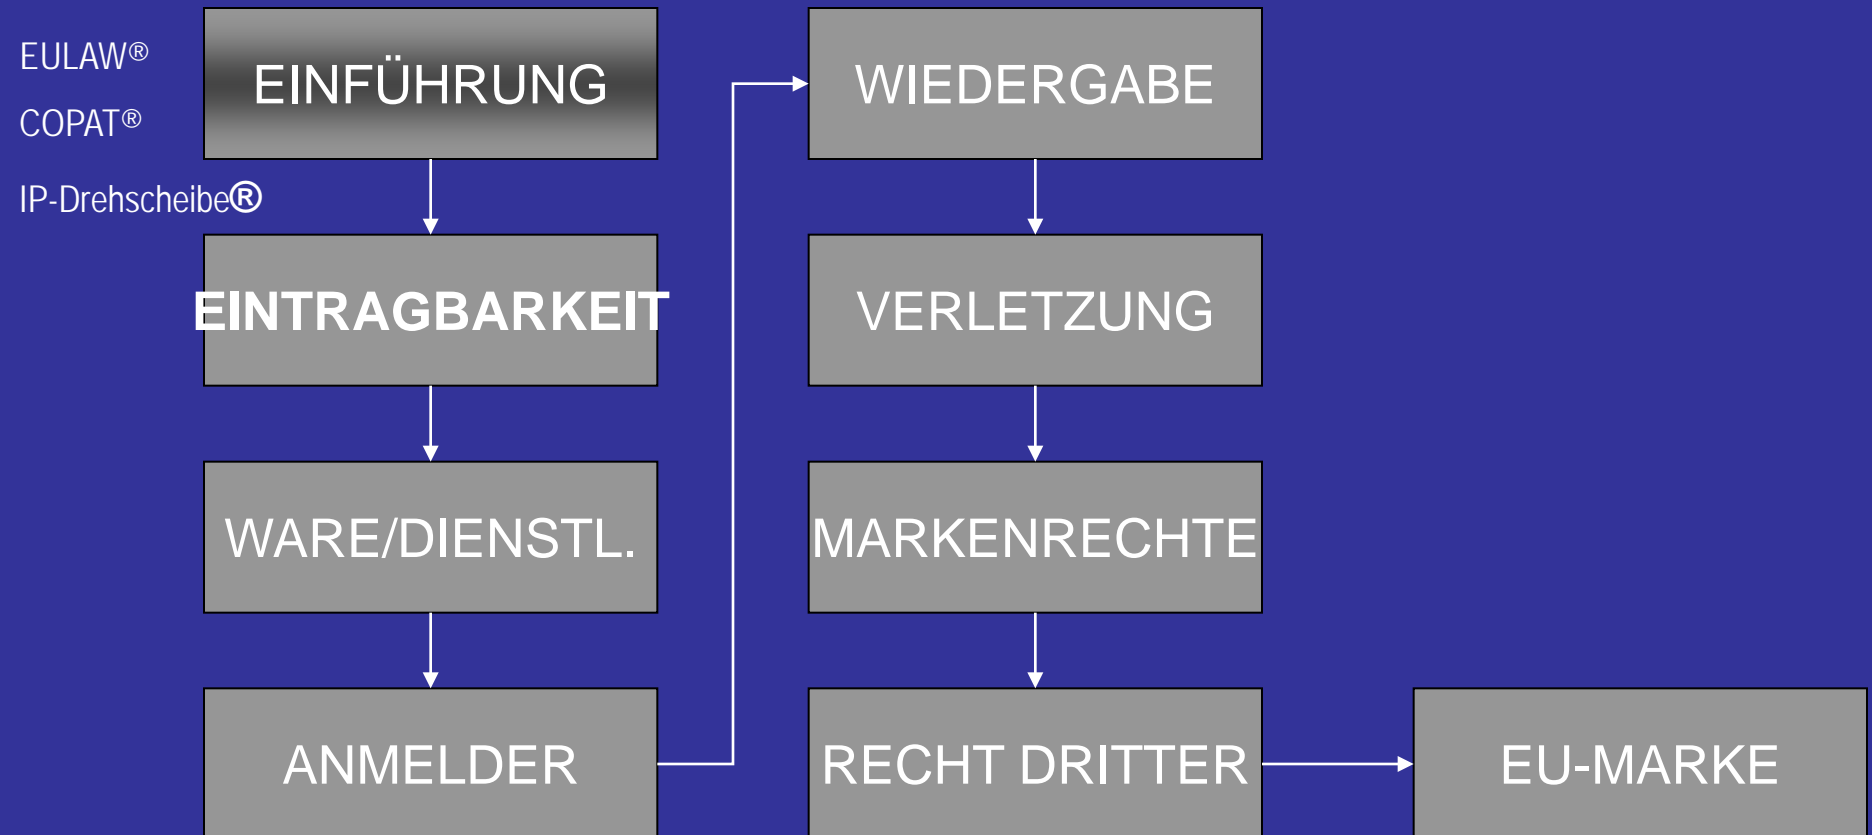 EULAW®
COPAT®
IP-Drehscheibe®
EINFÜHRUNG
EINTRAGBARKEIT
WARE/DIENSTL.
ANMELDER
WIEDERGABE
VERLETZUNG
MARKENRECHTE
RECHT DRITTER
EU-MARKE